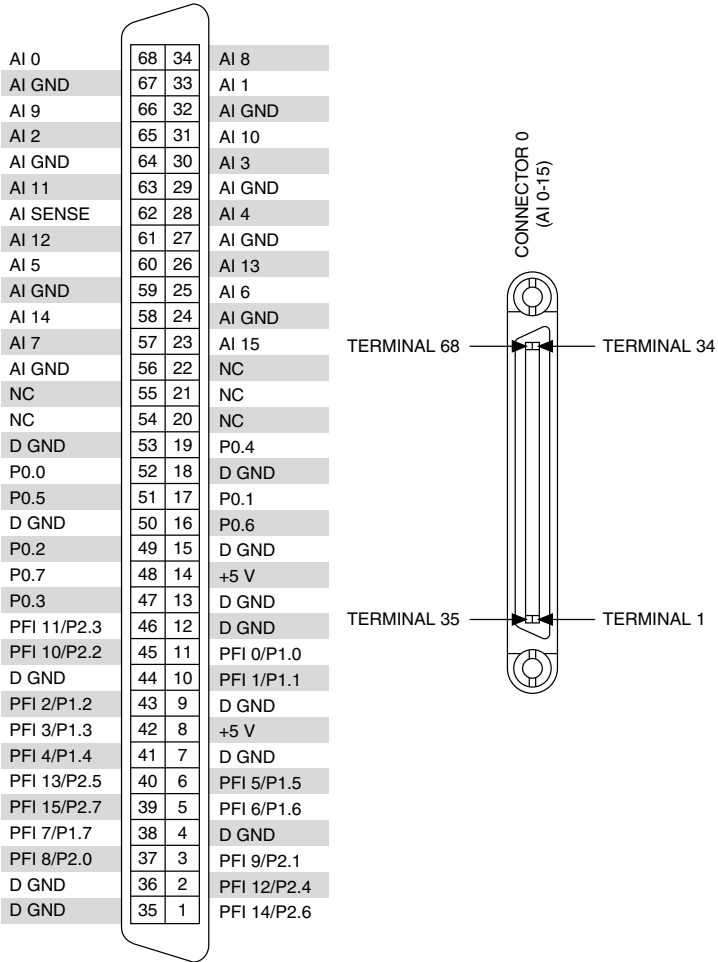 AI 0 68 34 AI 8
AI GND 67 33 AI 1
AI 9 66 32 AI GND
AI 2 65 31 AI 10
AI GND 64 30 AI 3
AI 11 63 29 AI GND
AI SENSE 62 28 AI 4
AI 12 61 27 AI GND
AI 5 60 26 AI 13
AI GND 59 25 AI 6
AI 14 58 24 AI GND
AI 7 57 23 AI 15
AI GND 56 22 NC
NC 55 21 NC
NC 54 20 NC
D GND 53 19 P0.4
P0.0 52 18 D GND
P0.5 51 17 P0.1
D GND 50 16 P0.6
P0.2 49 15 D GND
P0.7 48 14 +5 V
P0.3 47 13 D GND
PFI 11/P2.3 46 12 D GND
PFI 10/P2.2 45 11 PFI 0/P1.0
D GND 44 10 PFI 1/P1.1
PFI 2/P1.2 43 9 D GND
PFI 3/P1.3 42 8 +5 V
PFI 4/P1.4 41 7 D GND
PFI 13/P2.5 40 6 PFI 5/P1.5
PFI 15/P2.7 39 5 PFI 6/P1.6
PFI 7/P1.7 38 4 D GND
PFI 8/P2.0 37 3 PFI 9/P2.1
D GND 36 2 PFI 12/P2.4
D GND 35 1 PFI 14/P2.6
CONNECTOR 0
(AI 0-15)
TERMINAL 68 TERMINAL 34
TERMINAL 35 TERMINAL 1